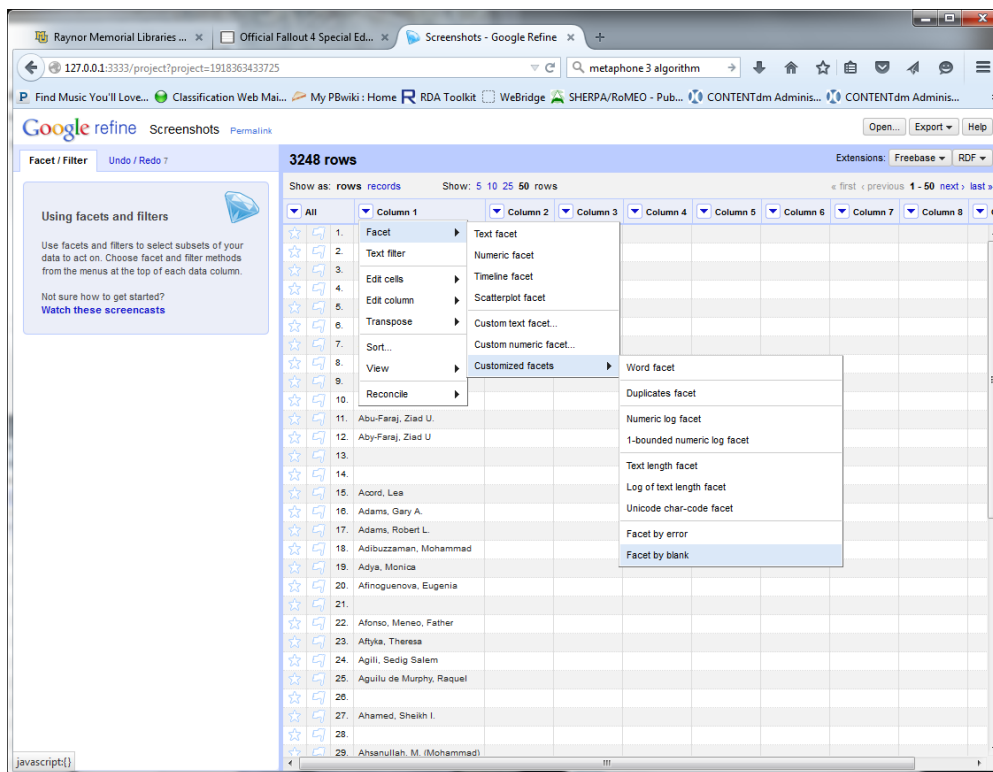 Raynor Memorial Libraries ... ×
Official Fallout 4 Special Ed... ×
Screenshots - Google Refine ×
+
127.0.0.1:3333/project?project=1918363433725
metaphone 3 algorithm
Find Music You'll Love... Classification Web Mai... My PBwiki : Home RDA Toolkit WeBridge SHERPA/RoMEO - Pub... CONTENTdm Adminis... CONTENTdm Adminis...
Google refine Screenshots Permalink
Open... Export Help
Facet / Filter Undo / Redo 7
3248 rows
Extensions: Freebase RDF
Show as: rows records Show: 5 10 25 50 rows
« first ‹ previous 1 - 50 next › last »
Using facets and filters
Use facets and filters to select subsets of your
data to act on. Choose facet and filter methods
from the menus at the top of each data column.
Not sure how to get started?
Watch these screencasts
All Column 1 Column 2 Column 3 Column 4 Column 5 Column 6 Column 7 Column 8
1.
2.
3.
4.
5.
6.
7.
8.
9.
10.
11. Abu-Faraj, Ziad U.
12. Aby-Faraj, Ziad U
13.
14.
15. Acord, Lea
16. Adams, Gary A.
17. Adams, Robert L.
18. Adibuzzaman, Mohammad
19. Adya, Monica
20. Afinoguenova, Eugenia
21.
22. Afonso, Meneo, Father
23. Aftyka, Theresa
24. Agili, Sedig Salem
25. Aguilu de Murphy, Raquel
26.
27. Ahamed, Sheikh I.
28.
29. Ahsanullah, M. (Mohammad)
Facet
Text filter
Edit cells
Edit column
Transpose
Sort...
View
Reconcile
Text facet
Numeric facet
Timeline facet
Scatterplot facet
Custom text facet...
Custom numeric facet...
Customized facets
Word facet
Duplicates facet
Numeric log facet
1-bounded numeric log facet
Text length facet
Log of text length facet
Unicode char-code facet
Facet by error
Facet by blank
javascript:{}